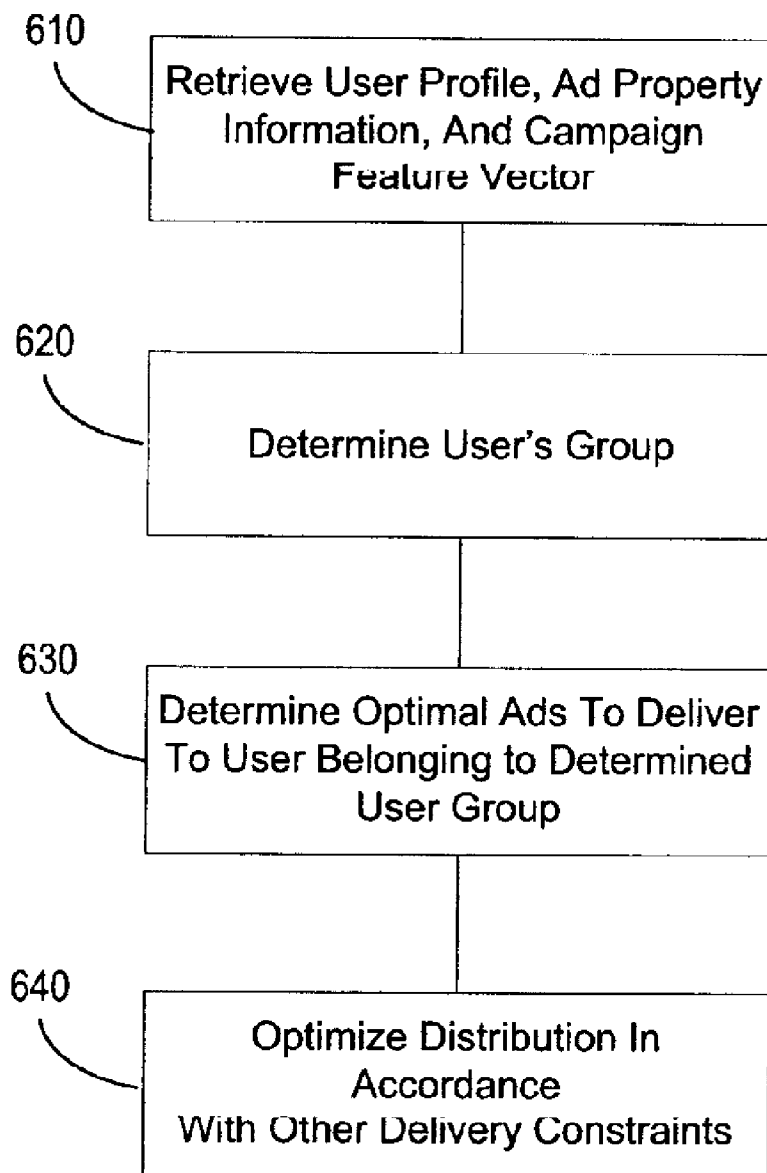 610
Retrieve User Profile, Ad Property
Information, And Campaign
Feature Vector
620
Determine User's Group
630
Determine Optimal Ads To Deliver
To User Belonging to Determined
User Group
640
Optimize Distribution In
Accordance
With Other Delivery Constraints